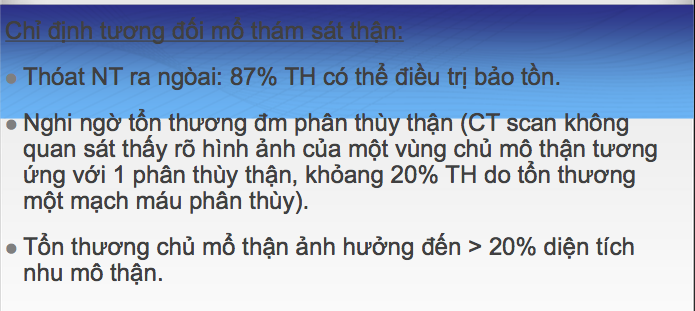 Chỉ định tương đối mổ thám sát thận:
Thóat NT ra ngòai: 87% TH có thể điều trị bảo tồn.
Nghi ngờ tổn thương đm phân thùy thận (CT scan không
quan sát thấy rõ hình ảnh của một vùng chủ mô thận tương
ứng với 1 phân thùy thận, khỏang 20% TH do tổn thương
một mạch máu phân thùy).
Tổn thương chủ mổ thận ảnh hưởng đến > 20% diện tích
nhu mô thận.